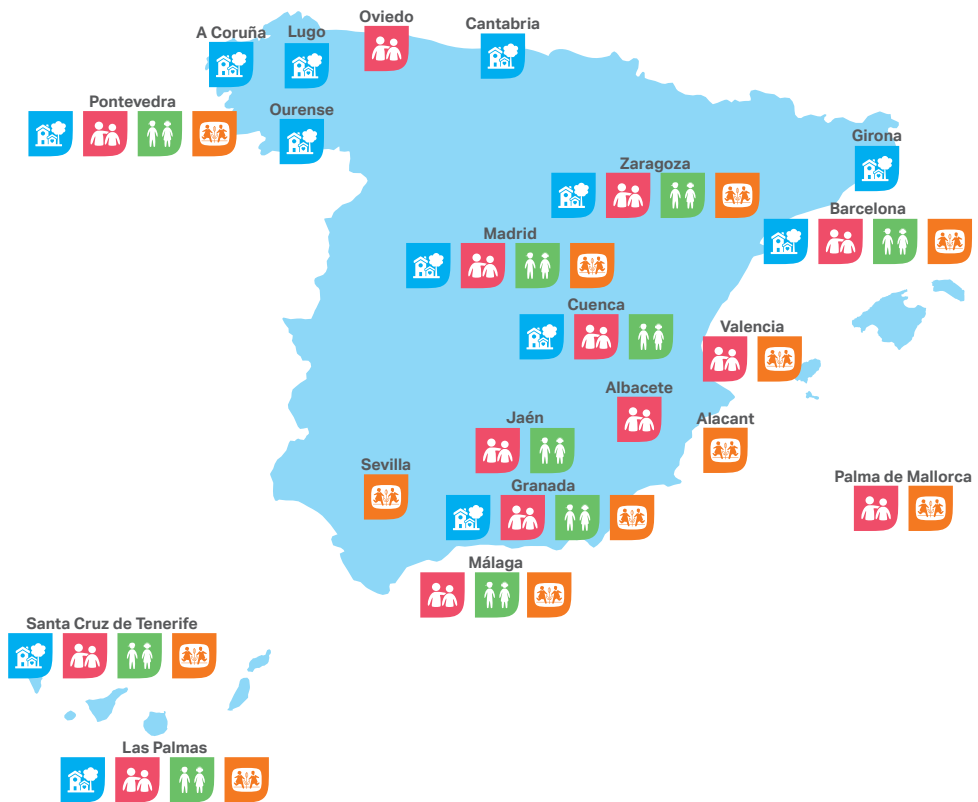 Oviedo
Cantabria
A Coruña
Lugo
Pontevedra
Ourense
Girona
Zaragoza
Barcelona
Madrid
Cuenca
Valencia
Albacete
Jaén
Alacant
Sevilla
Palma de Mallorca
Granada
Málaga
Santa Cruz de Tenerife
Las Palmas